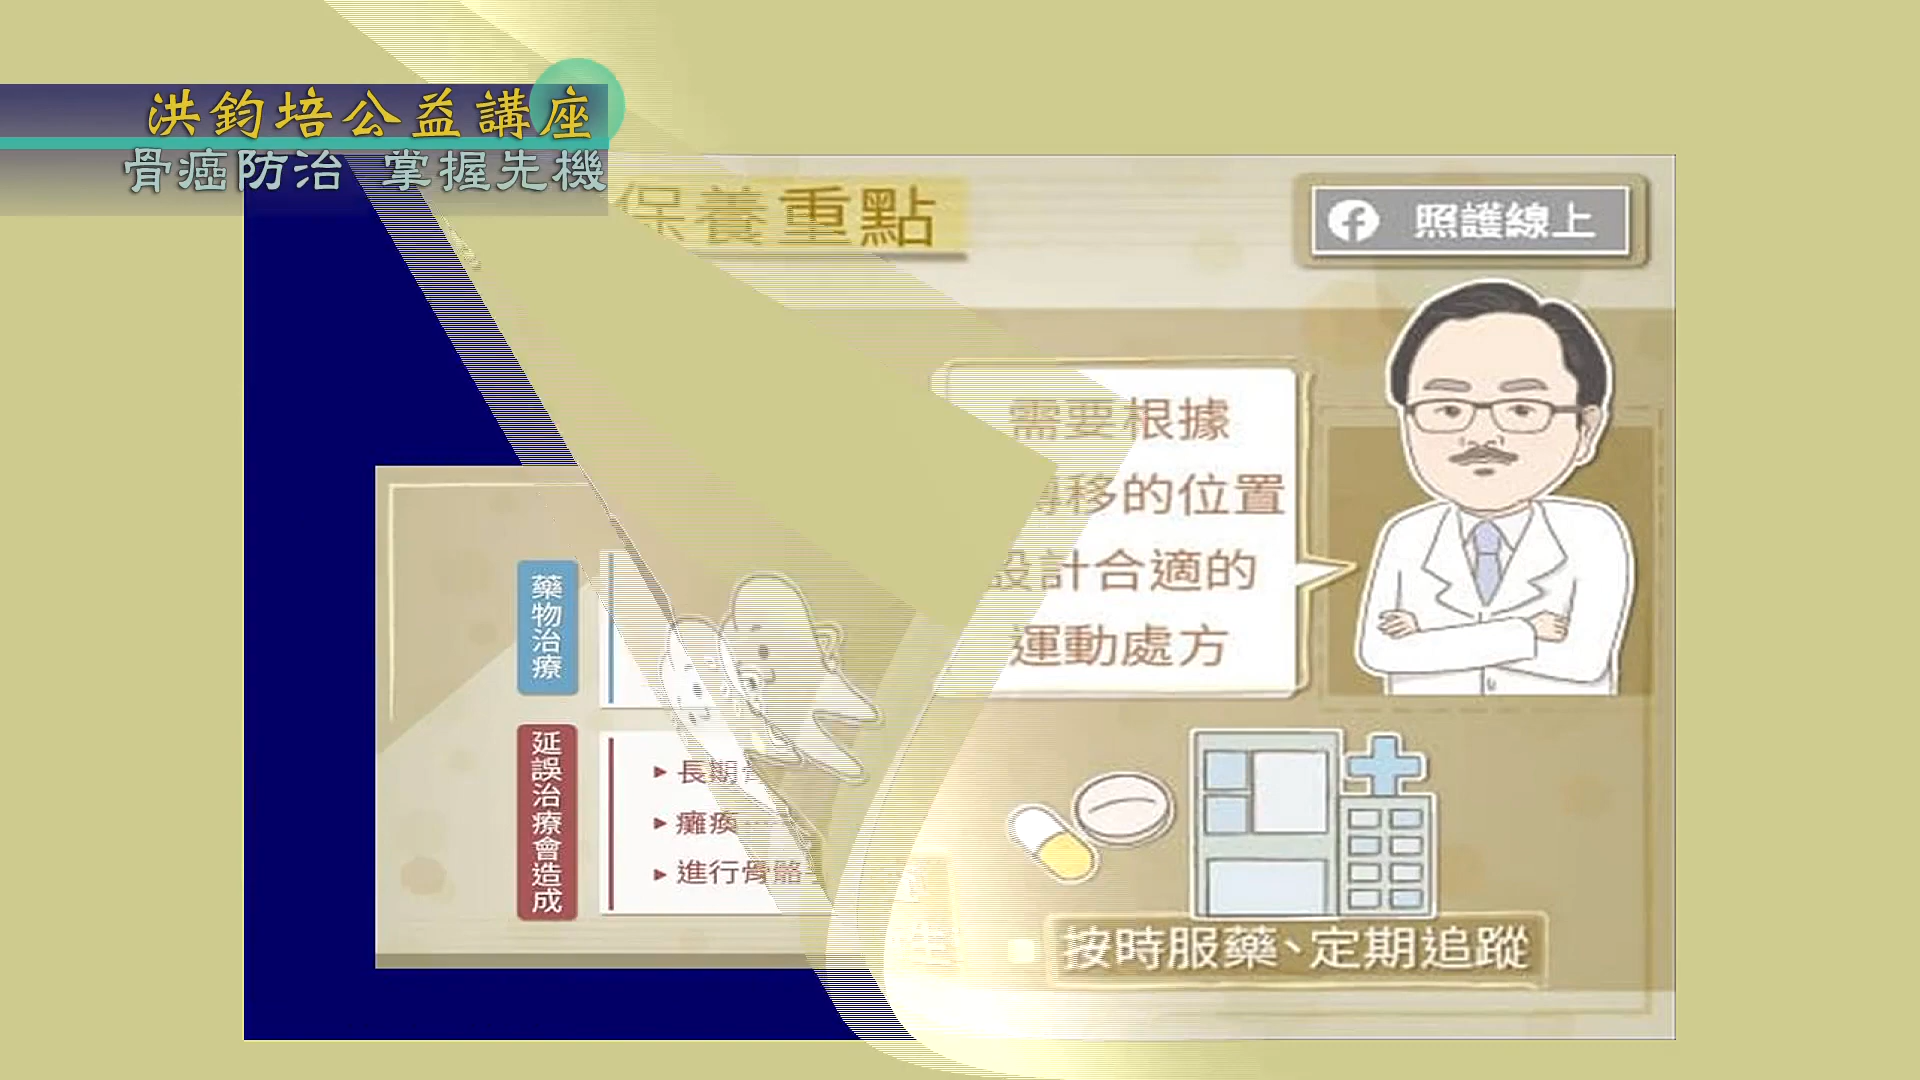 洪鈞培公益講座
骨癌防治 掌握先機
保養重點
照護線上
需要根據
轉移的位置
設計合適的
運動處方
藥物治療
延誤治療會造成
▸ 長期
▸ 癱瘓……
▸ 進行骨骼
生
按時服藥、定期追蹤